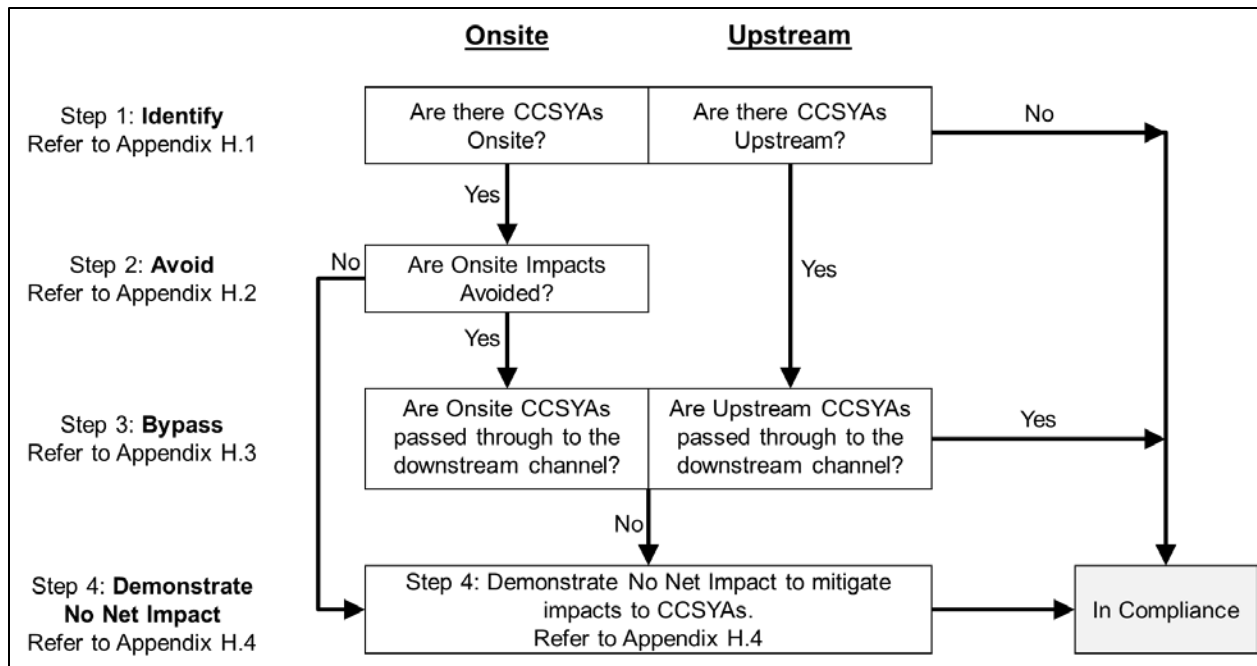 Onsite
Upstream
Step 1: Identify
Refer to Appendix H.1
Are there CCSYAs
Onsite?
Are there CCSYAs
Upstream?
No
Yes
Step 2: Avoid
Refer to Appendix H.2
No
Are Onsite Impacts
Avoided?
Yes
Yes
Step 3: Bypass
Refer to Appendix H.3
Are Onsite CCSYAs
passed through to the
downstream channel?
Are Upstream CCSYAs
passed through to the
downstream channel?
Yes
No
Step 4: Demonstrate
No Net Impact
Refer to Appendix H.4
Step 4: Demonstrate No Net Impact to mitigate
impacts to CCSYAs.
Refer to Appendix H.4
In Compliance